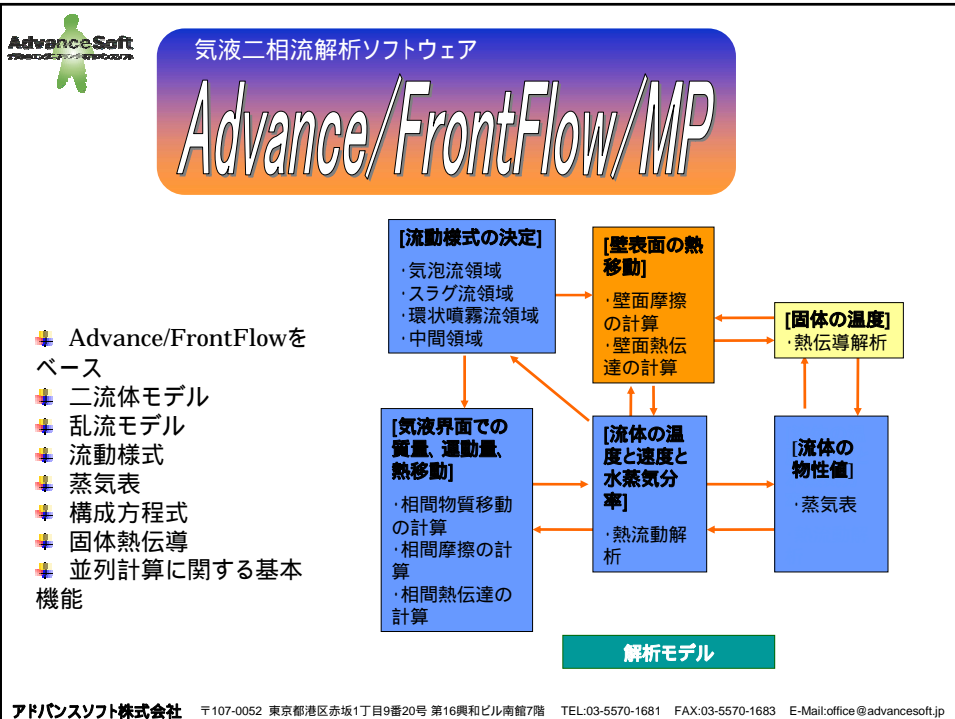 AdvanceSoft
気液二相流解析ソフトウェア
Advance/FrontFlow/MP
Advance/FrontFlowを
ベース
二流体モデル
乱流モデル
流動様式
蒸気表
構成方程式
固体熱伝導
並列計算に関する基本
機能
[流動様式の決定]
・気泡流領域
・スラグ流領域
・環状噴霧流領域
・中間領域
[壁表面の熱
移動]
・壁面摩擦
の計算
・壁面熱伝
達の計算
[固体の温度]
・熱伝導解析
[気液界面での
質量、運動量、
熱移動]
・相間物質移動
の計算
・相間摩擦の計
算
・相間熱伝達の
計算
[流体の温
度と速度と
水蒸気分
率]
・熱流動解
析
[流体の
物性値]
・蒸気表
解析モデル
アドバンスソフト株式会社 〒107-0052 東京都港区赤坂1丁目9番20号 第16興和ビル南館7階 TEL:03-5570-1681 FAX:03-5570-1683 E-Mail:office@advancesoft.jp